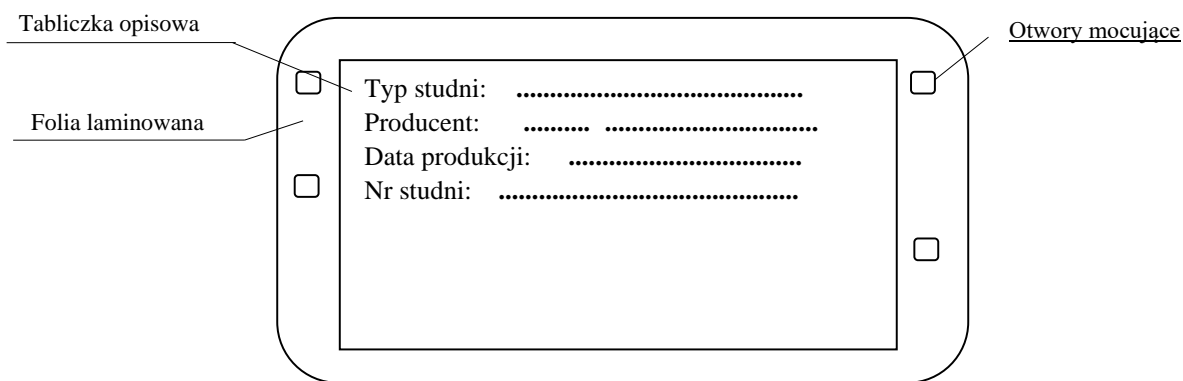 Tabliczka opisowa
Otwory mocujące
Folia laminowana
Typ studni: ...........................................
Producent: .......... ................................
Data produkcji: ...................................
Nr studni: .............................................